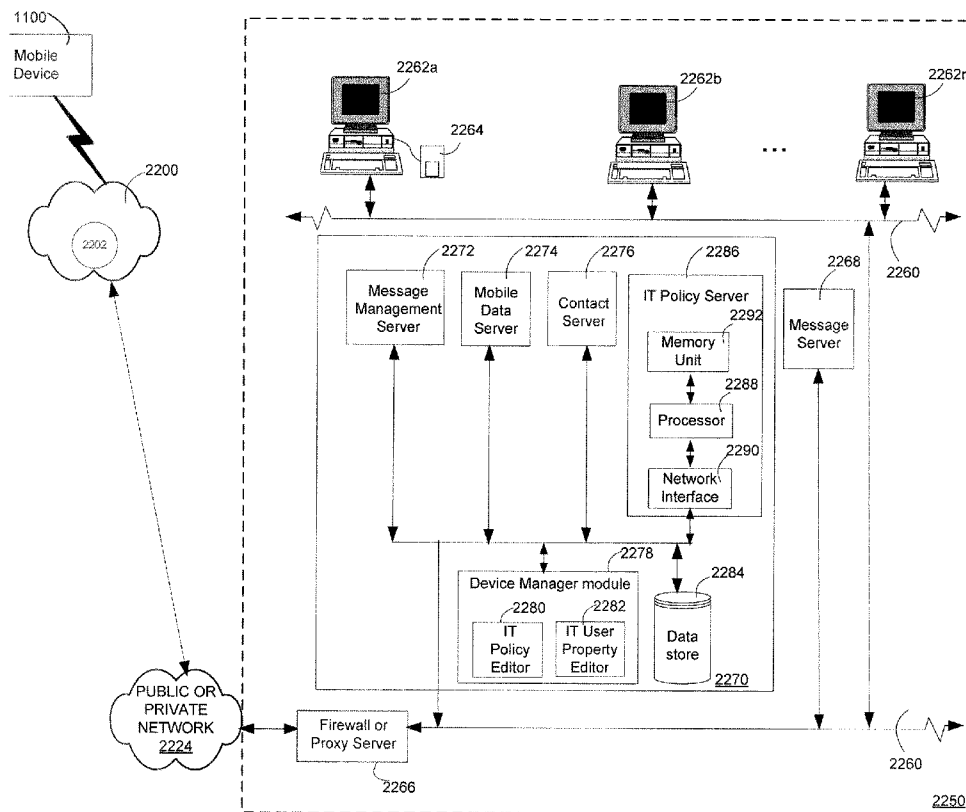 1100
Mobile
Device
2262a
2262b
2262n
2264
...
2200
2202
2260
2272
2274
2276
2286
2268
Message
Management
Server
Mobile
Data
Server
Contact
Server
IT Policy Server
2292
Memory
Unit
2288
Processor
2290
Network
Interface
Message
Server
2278
Device Manager module
2280
IT
Policy
Editor
2282
IT User
Property
Editor
2284
Data
store
2270
PUBLIC OR
PRIVATE
NETWORK
2224
Firewall or
Proxy Server
2266
2260
2250